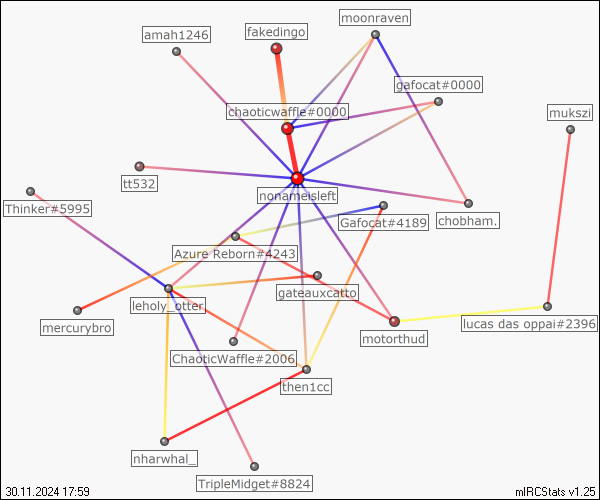 moonraven
fakedingo
amah1246
gafocat#0000
chaoticwaffle#0000
mukszi
tt532
nonameisleft
Thinker#5995
Gafocat#4189
chobham.
Azure Reborn#4243
gateauxcatto
leholy_otter
mercurybro
lucas das oppai#2396
motorthud
ChaoticWaffle#2006
then1cc
nharwhal_
TripleMidget#8824
30.11.2024 17:59
mIRCStats v1.25